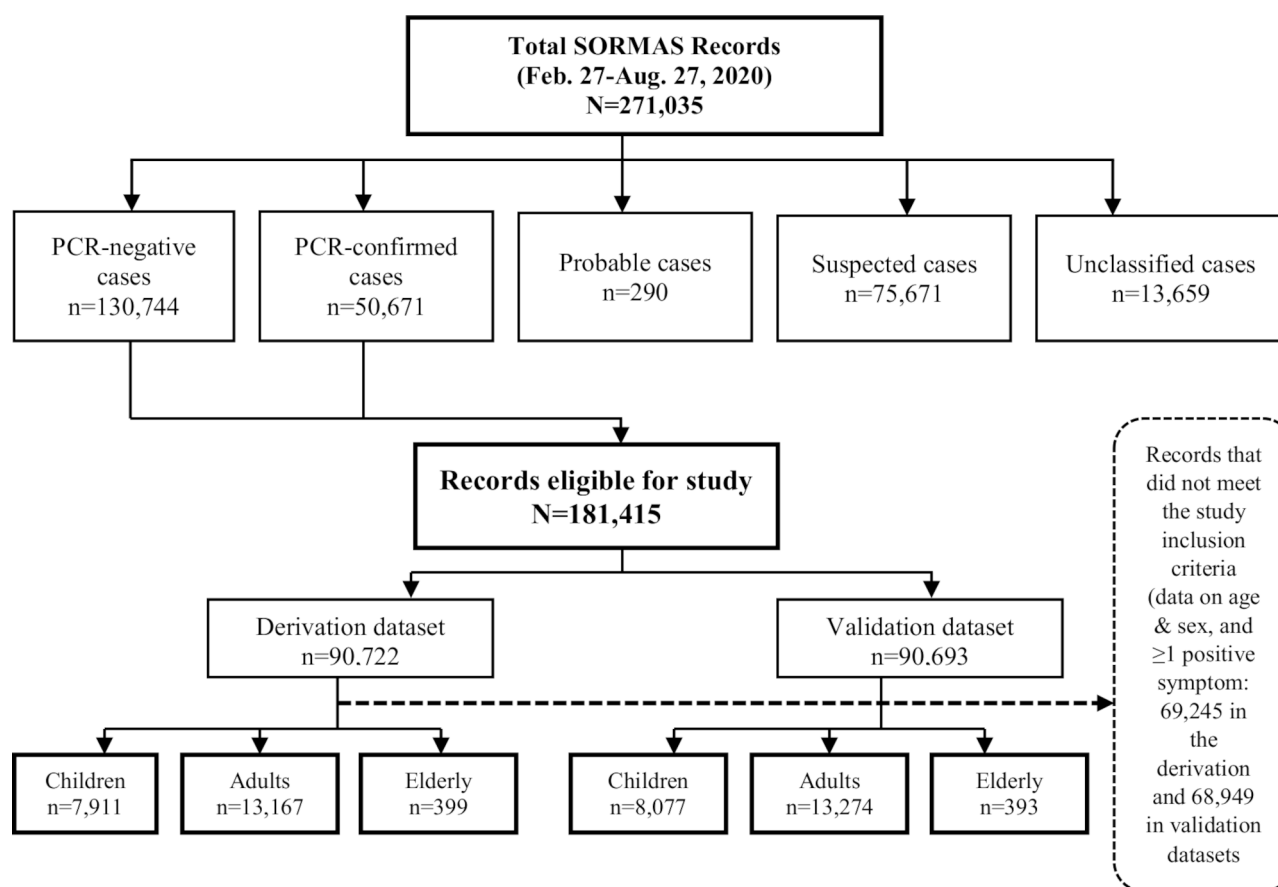 Total SORMAS Records
(Feb. 27-Aug. 27, 2020)
N=271,035
PCR-negative
cases
n=130,744
PCR-confirmed
cases
n=50,671
Probable cases
n=290
Suspected cases
n=75,671
Unclassified cases
n=13,659
Records eligible for study
N=181,415
Derivation dataset
n=90,722
Validation dataset
n=90,693
Children
n=7,911
Adults
n=13,167
Elderly
n=399
Children
n=8,077
Adults
n=13,274
Elderly
n=393
Records that
did not meet
the study
inclusion
criteria
(data on age
& sex, and
≥1 positive
symptom:
69,245 in
the
derivation
and 68,949
in validation
datasets